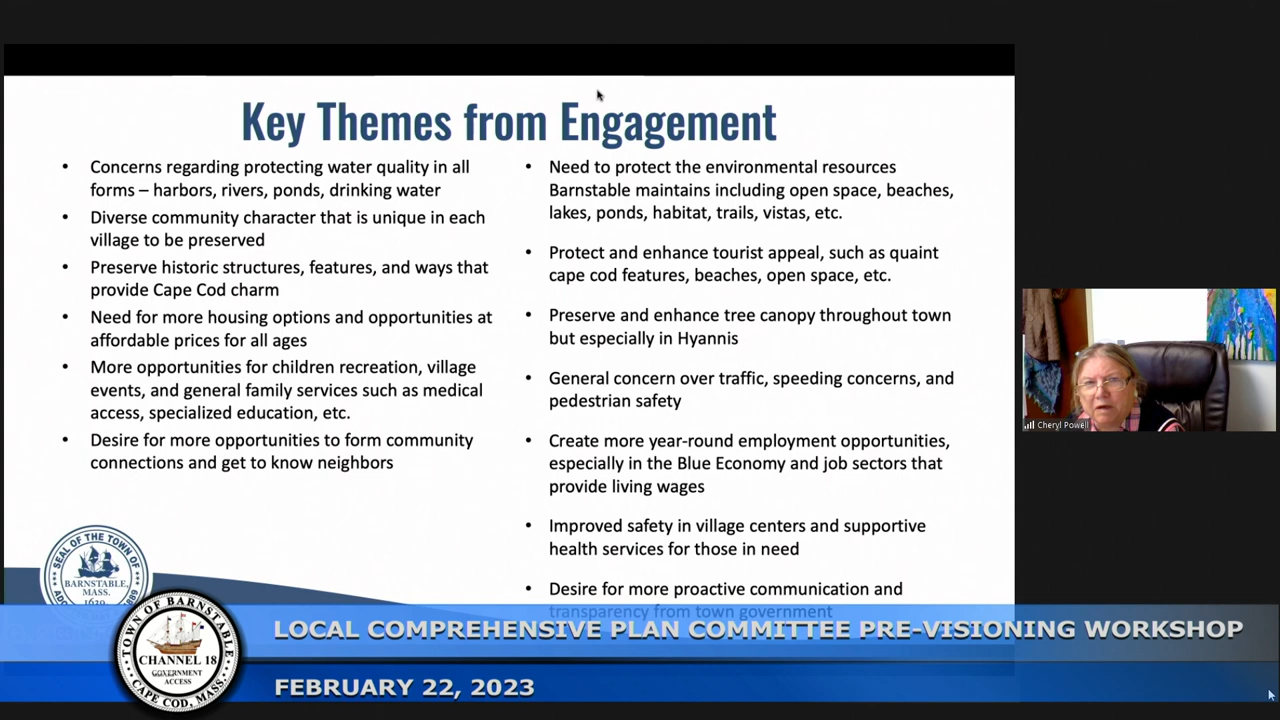 Key Themes from Engagement
• Concerns regarding protecting water quality in all
forms – harbors, rivers, ponds, drinking water
• Diverse community character that is unique in each
village to be preserved
• Preserve historic structures, features, and ways that
provide Cape Cod charm
• Need for more housing options and opportunities at
affordable prices for all ages
• More opportunities for children recreation, village
events, and general family services such as medical
access, specialized education, etc.
• Desire for more opportunities to form community
connections and get to know neighbors
• Need to protect the environmental resources
Barnstable maintains including open space, beaches,
lakes, ponds, habitat, trails, vistas, etc.
• Protect and enhance tourist appeal, such as quaint
cape cod features, beaches, open space, etc.
• Preserve and enhance tree canopy throughout town
but especially in Hyannis
• General concern over traffic, speeding concerns, and
pedestrian safety
• Create more year-round employment opportunities,
especially in the Blue Economy and job sectors that
provide living wages
• Improved safety in village centers and supportive
health services for those in need
• Desire for more proactive communication and
transparency from town government
Cheryl Powell
SEAL OF THE TOWN OF
BARNSTABLE,
MASS.
1639
TOWN OF BARNSTABLE
CHANNEL 18
GOVERNMENT
ACCESS
CAPE COD, MASS.
LOCAL COMPREHENSIVE PLAN COMMITTEE PRE-VISIONING WORKSHOP
FEBRUARY 22, 2023